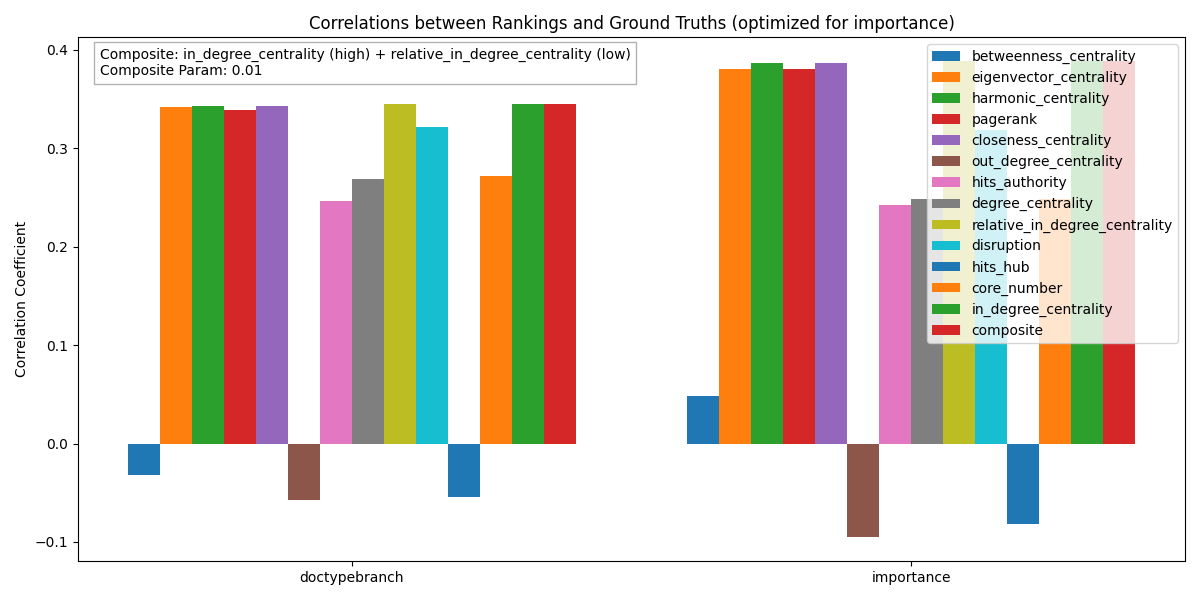 Correlations between Rankings and Ground Truths (optimized for importance)
Composite: in_degree_centrality (high) + relative_in_degree_centrality (low)
Composite Param: 0.01
betweenness_centrality
eigenvector_centrality
harmonic_centrality
pagerank
closeness_centrality
out_degree_centrality
hits_authority
degree_centrality
relative_in_degree_centrality
disruption
hits_hub
core_number
in_degree_centrality
composite
Correlation Coefficient
0.4
0.3
0.2
0.1
0.0
−0.1
doctypebranch
importance